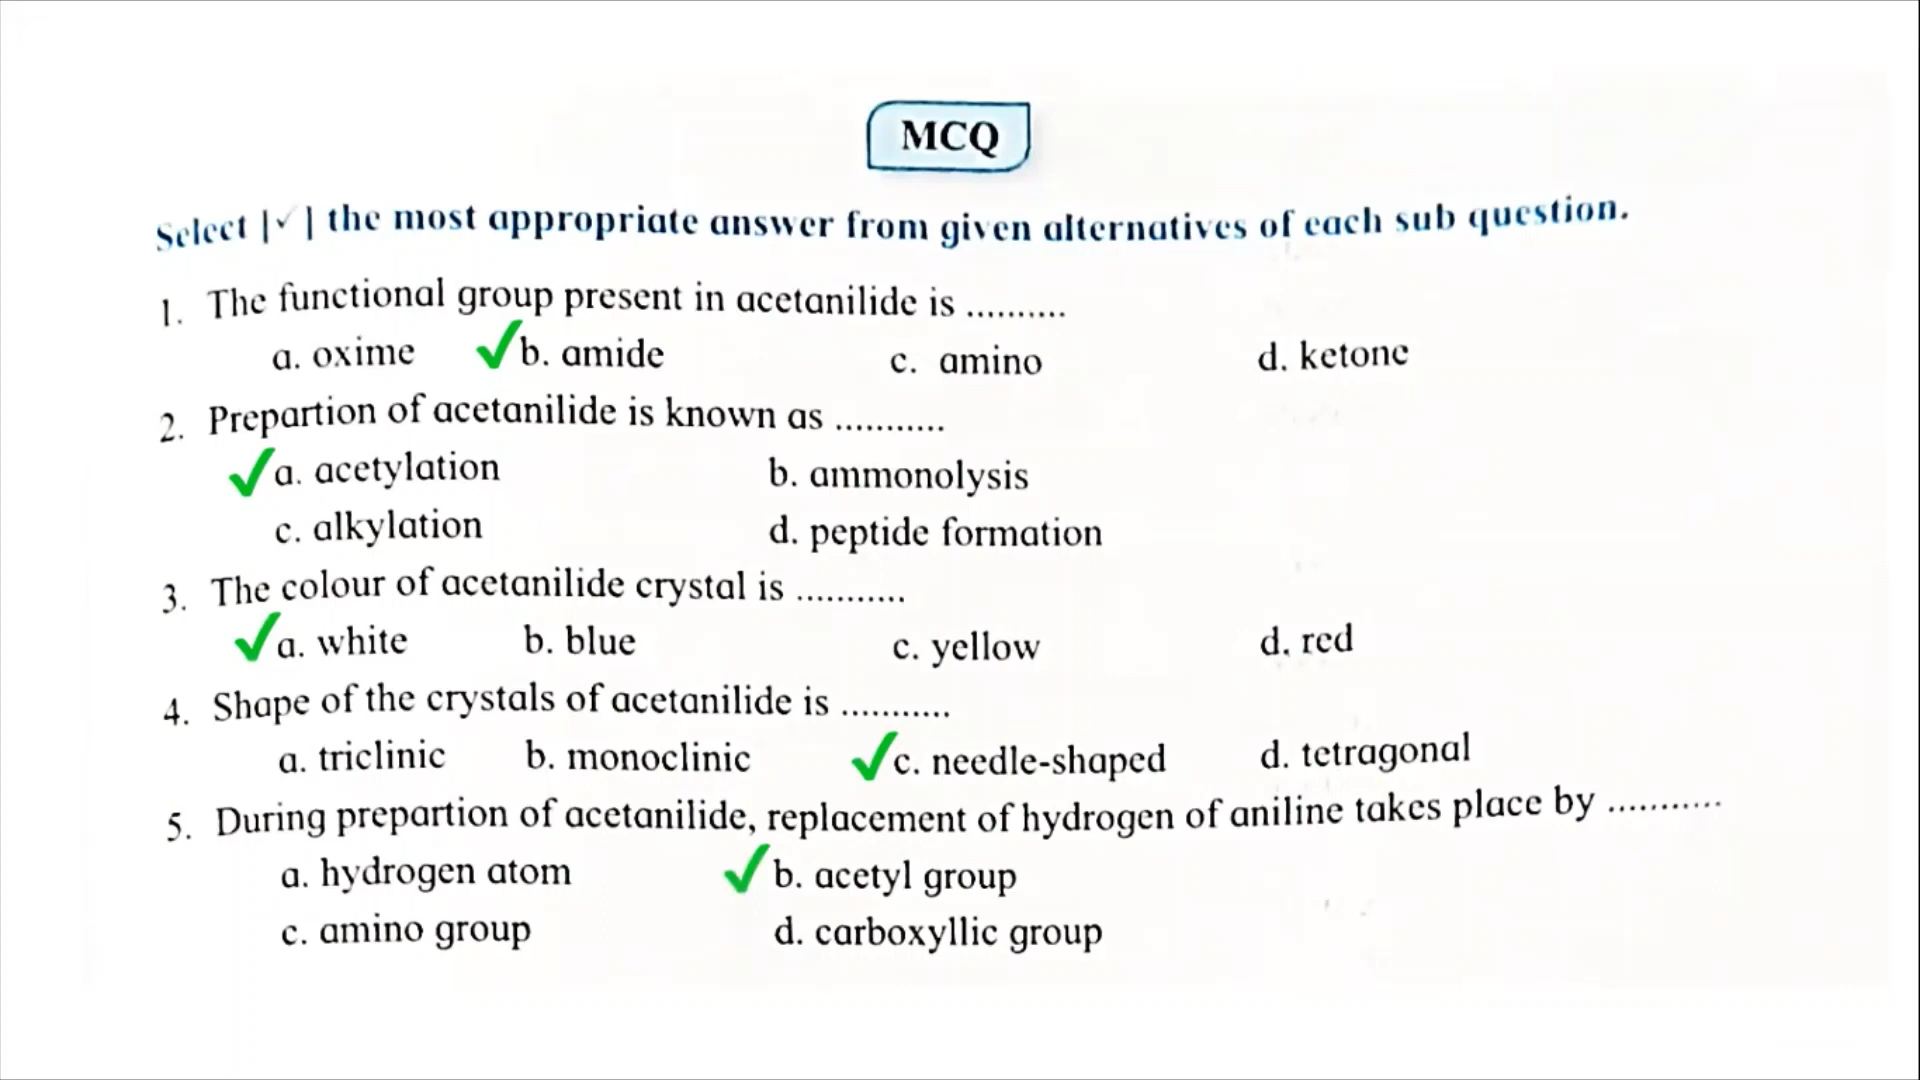 MCQ
Select [✓] the most appropriate answer from given alternatives of each sub question.
1. The functional group present in acetanilide is ..........
a. oxime ✓b. amide c. amino d. ketone
2. Prepartion of acetanilide is known as ...........
✓a. acetylation b. ammonolysis
c. alkylation d. peptide formation
3. The colour of acetanilide crystal is ...........
✓a. white b. blue c. yellow d. red
4. Shape of the crystals of acetanilide is ...........
a. triclinic b. monoclinic ✓c. needle-shaped d. tetragonal
5. During prepartion of acetanilide, replacement of hydrogen of aniline takes place by ...........
a. hydrogen atom ✓b. acetyl group
c. amino group d. carboxyllic group